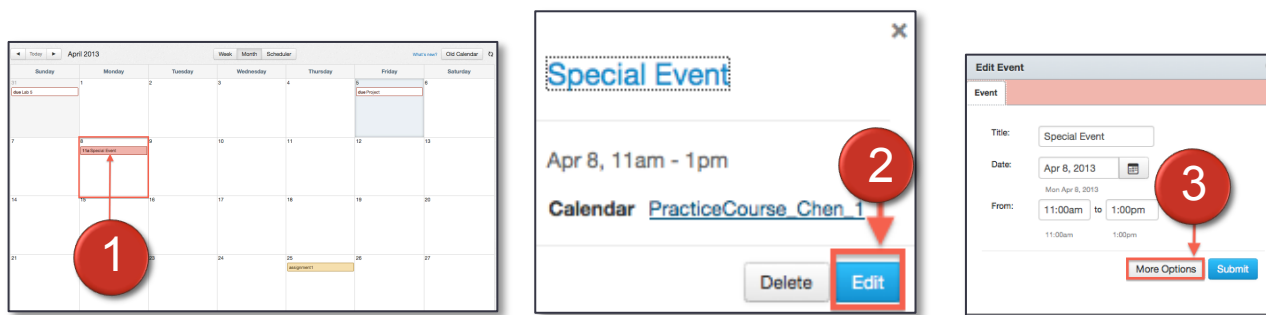 Today April 2013 Week Month Scheduler What's new? Old Calendar
Sunday Monday Tuesday Wednesday Thursday Friday Saturday
31 1 2 3 4 5 6
due Lab 5 due Project
7 8 9 10 11 12 13
11a Special Event
14 15 16 17 18 19 20
1
21 23 24 25 26 27
assignment1
×
Special Event
Apr 8, 11am - 1pm
2
Calendar PracticeCourse_Chen_1
Delete Edit
Edit Event
Event
Title: Special Event
Date: Apr 8, 2013
Mon Apr 8, 2013
3
From: 11:00am to 1:00pm
11:00am 1:00pm
More Options Submit